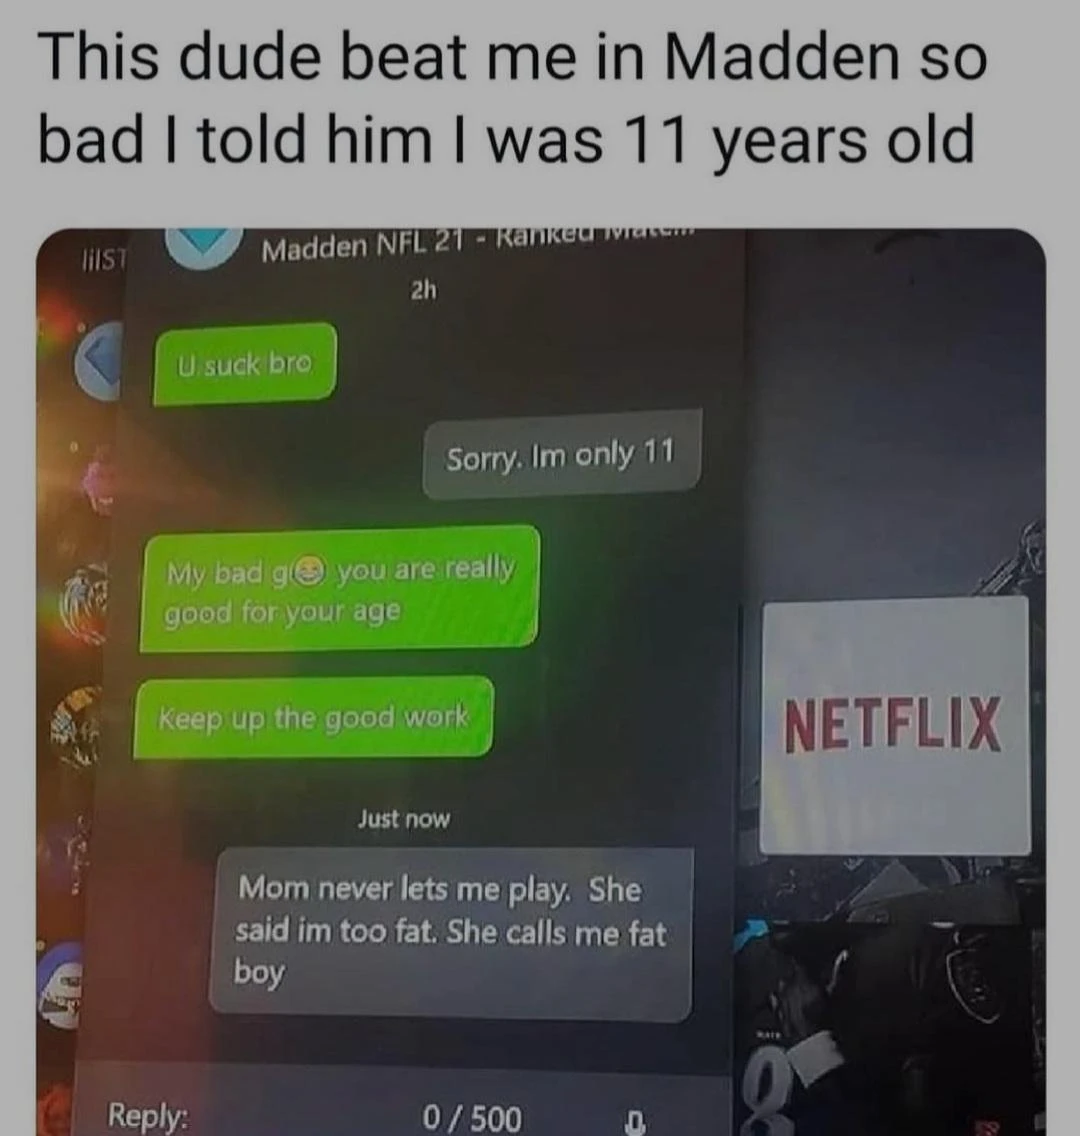 This dude beat me in Madden so
bad I told him I was 11 years old
lilST
Madden NFL 21 - Ranked
2h
U suck bro
Sorry. Im only 11
My bad g😂 you are really
good for your age
Keep up the good work
NETFLIX
Just now
Mom never lets me play. She
said im too fat. She calls me fat
boy
Reply:
0 / 500